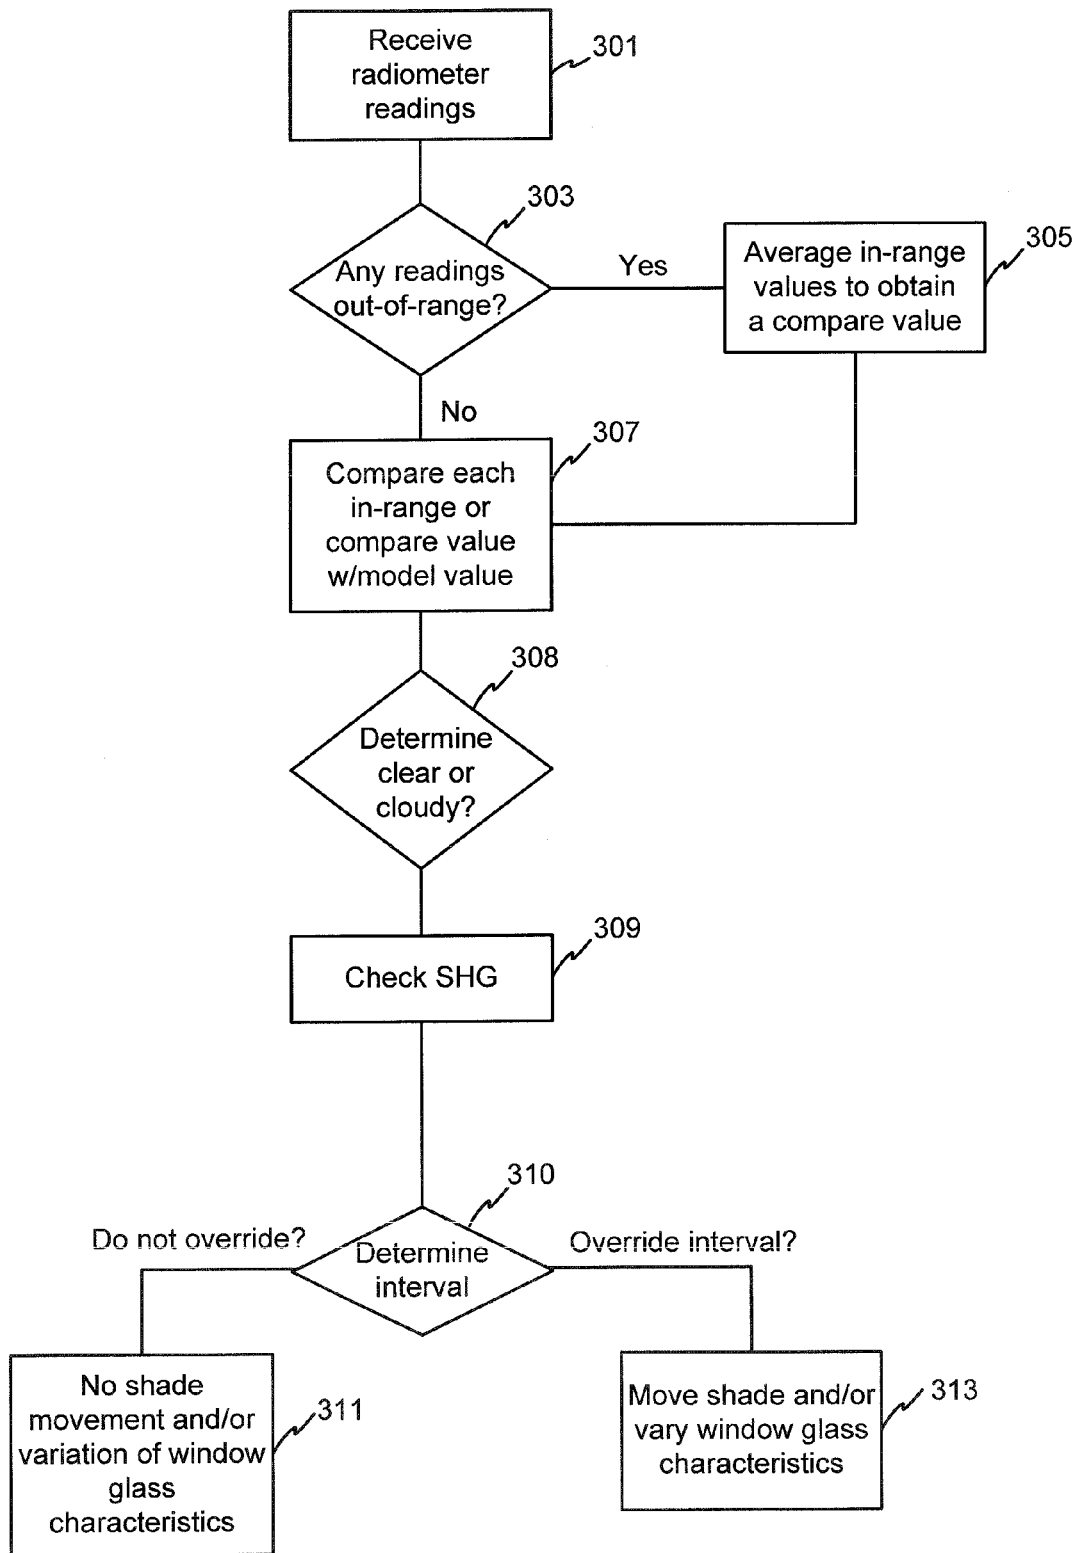 Receive
radiometer
readings
301
303
Any readings
out-of-range?
Yes
Average in-range
values to obtain
a compare value
305
No
307
Compare each
in-range or
compare value
w/model value
308
Determine
clear or
cloudy?
309
Check SHG
310
Do not override?
Determine
interval
Override interval?
No shade
movement and/or
variation of window
glass
characteristics
311
Move shade and/or
vary window glass
characteristics
313